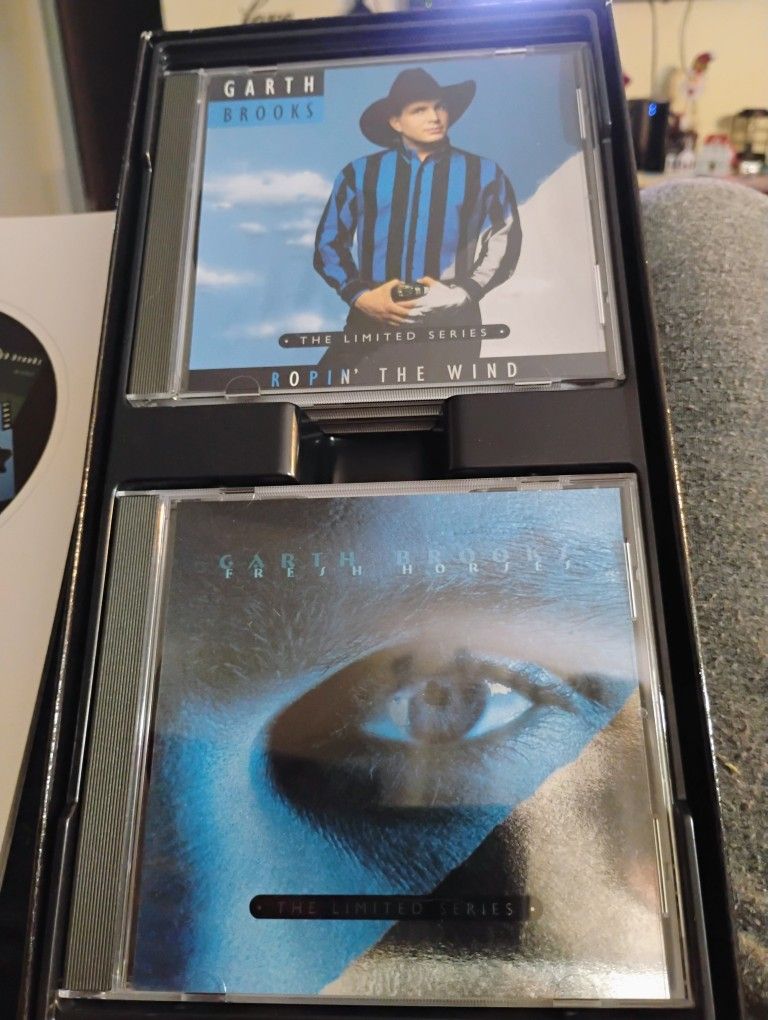 GARTH
BROOKS
• THE LIMITED SERIES •
ROPIN' THE WIND
GARTH BROOKS
FRESH HORSES
• THE LIMITED SERIES •